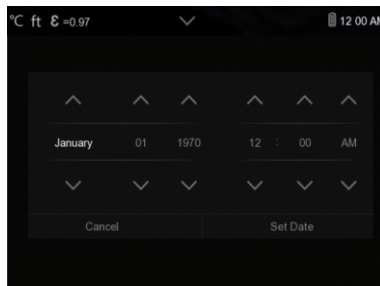 ℃ ft ε =0.97 12 00 AM
January 01 1970 12 : 00 AM
Cancel Set Date